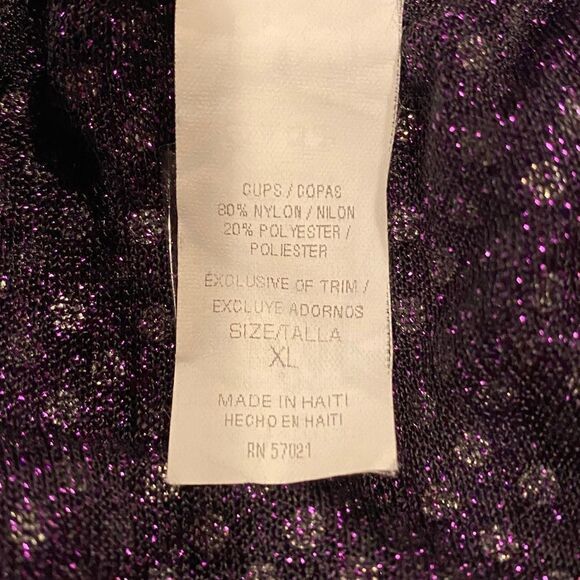 CUPS / COPAS
80% NYLON / NILON
20% POLYESTER /
POLIESTER
EXCLUSIVE OF TRIM /
EXCLUYE ADORNOS
SIZE/TALLA
XL
MADE IN HAITI
HECHO EN HAITI
RN 57021